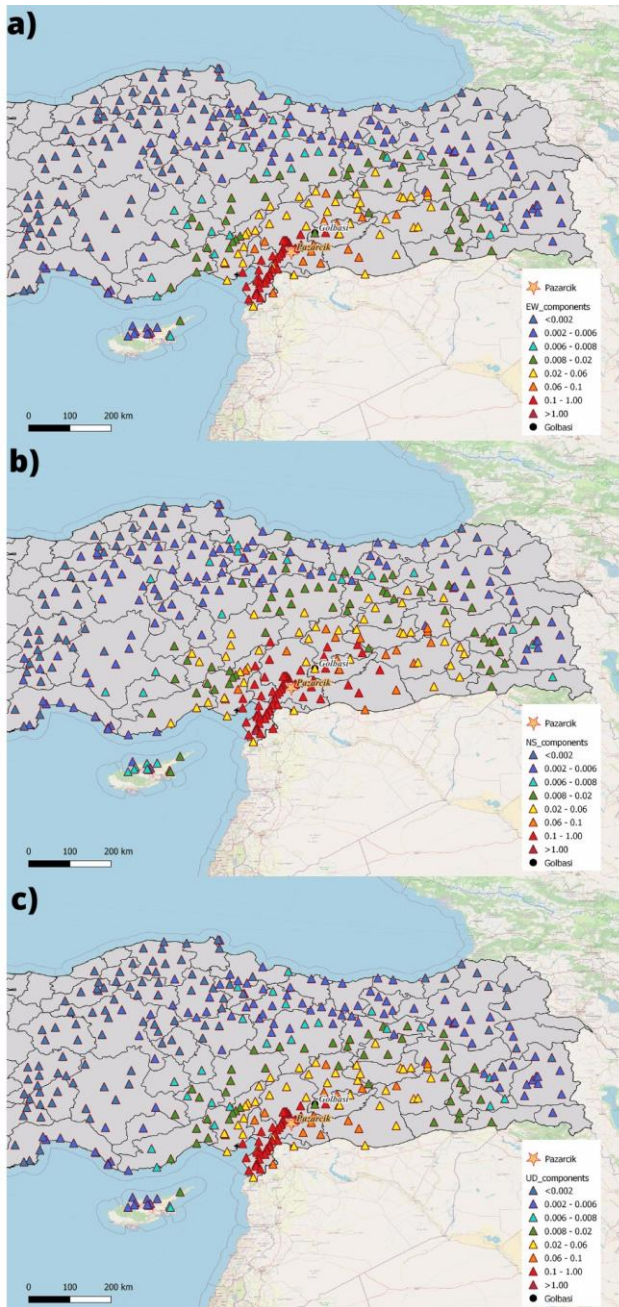 a)
Golbasi
Pazarcik
Pazarcik
EW_components
<0.002
0.002 - 0.006
0.006 - 0.008
0.008 - 0.02
0.02 - 0.06
0.06 - 0.1
0.1 - 1.00
>1.00
Golbasi
0 100 200 km
b)
Golbasi
Pazarcik
Pazarcik
NS_components
<0.002
0.002 - 0.006
0.006 - 0.008
0.008 - 0.02
0.02 - 0.06
0.06 - 0.1
0.1 - 1.00
>1.00
Golbasi
0 100 200 km
c)
Golbasi
Pazarcik
Pazarcik
UD_components
<0.002
0.002 - 0.006
0.006 - 0.008
0.008 - 0.02
0.02 - 0.06
0.06 - 0.1
0.1 - 1.00
>1.00
Golbasi
0 100 200 km